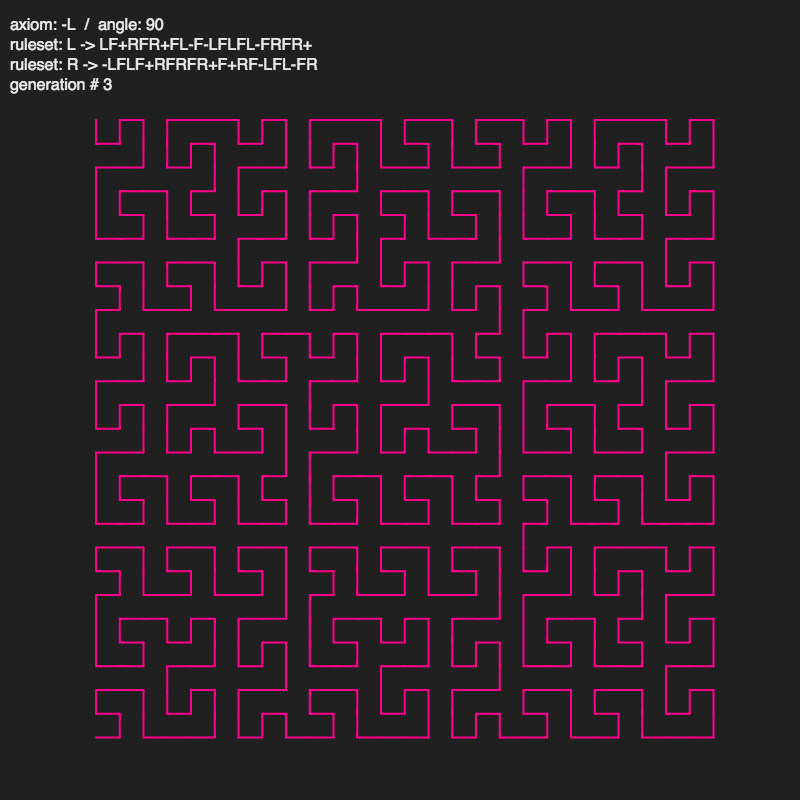 axiom: -L  /  angle: 90
ruleset: L -> LF+RFR+FL-F-LFLFL-FRFR+
ruleset: R -> -LFLF+RFRFR+F+RF-LFL-FR
generation # 3